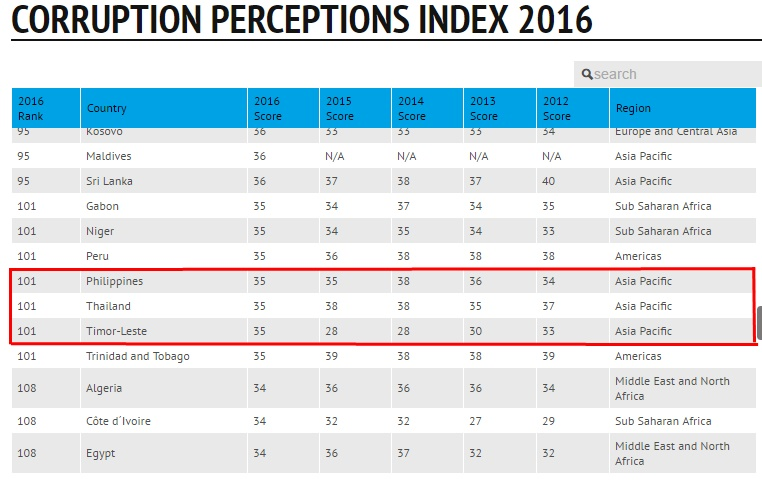 CORRUPTION PERCEPTIONS INDEX 2016
search
2016 Rank Country 2016 Score 2015 Score 2014 Score 2013 Score 2012 Score Region
95 Kosovo 36 33 33 33 34 Europe and Central Asia
95 Maldives 36 N/A N/A N/A N/A Asia Pacific
95 Sri Lanka 36 37 38 37 40 Asia Pacific
101 Gabon 35 34 37 34 35 Sub Saharan Africa
101 Niger 35 34 35 34 33 Sub Saharan Africa
101 Peru 35 36 38 38 38 Americas
101 Philippines 35 35 38 36 34 Asia Pacific
101 Thailand 35 38 38 35 37 Asia Pacific
101 Timor-Leste 35 28 28 30 33 Asia Pacific
101 Trinidad and Tobago 35 39 38 38 39 Americas
108 Algeria 34 36 36 36 34 Middle East and North Africa
108 Côte d´Ivoire 34 32 32 27 29 Sub Saharan Africa
108 Egypt 34 36 37 32 32 Middle East and North Africa